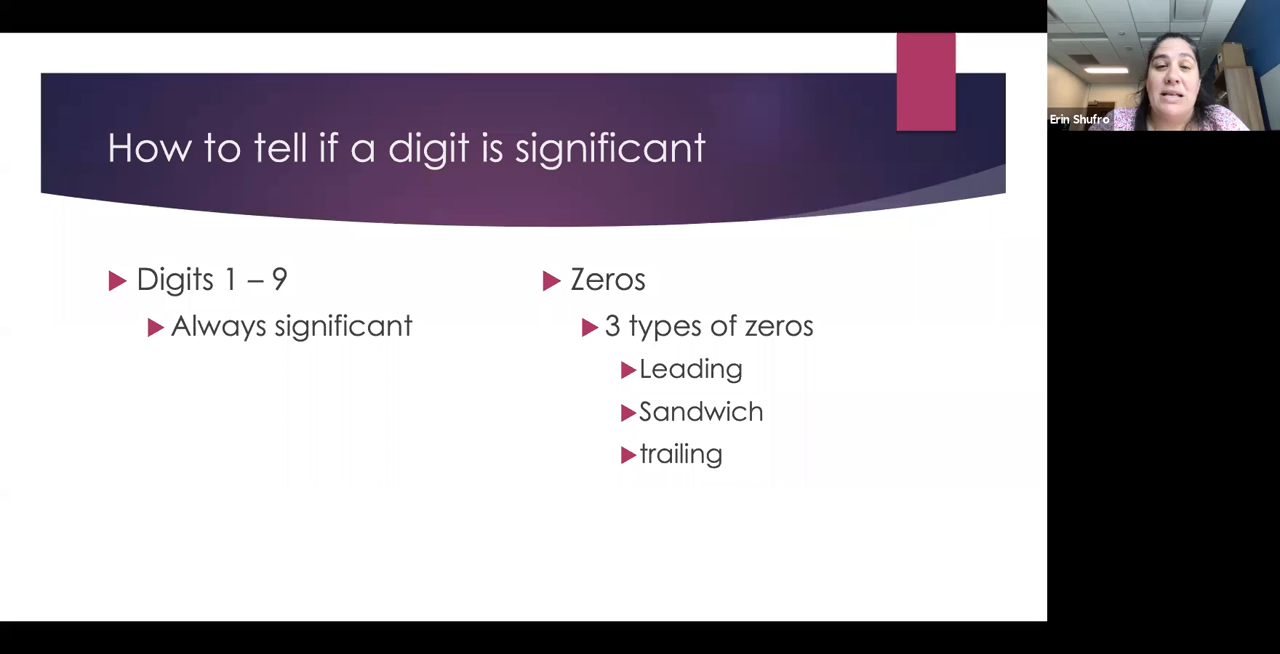 How to tell if a digit is significant
Digits 1 – 9
Always significant
Zeros
3 types of zeros
Leading
Sandwich
trailing
Erin Shufro